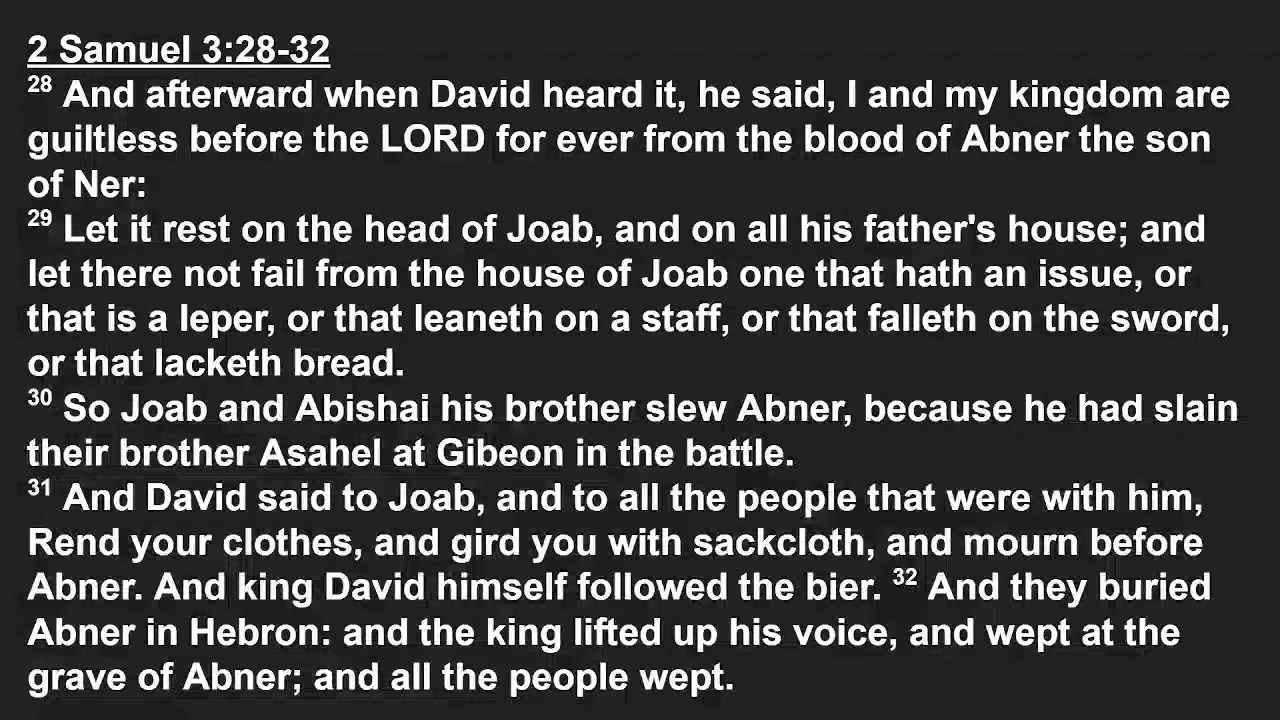 2 Samuel 3:28-32
28 And afterward when David heard it, he said, I and my kingdom are
guiltless before the LORD for ever from the blood of Abner the son
of Ner:
29 Let it rest on the head of Joab, and on all his father's house; and
let there not fail from the house of Joab one that hath an issue, or
that is a leper, or that leaneth on a staff, or that falleth on the sword,
or that lacketh bread.
30 So Joab and Abishai his brother slew Abner, because he had slain
their brother Asahel at Gibeon in the battle.
31 And David said to Joab, and to all the people that were with him,
Rend your clothes, and gird you with sackcloth, and mourn before
Abner. And king David himself followed the bier. 32 And they buried
Abner in Hebron: and the king lifted up his voice, and wept at the
grave of Abner; and all the people wept.